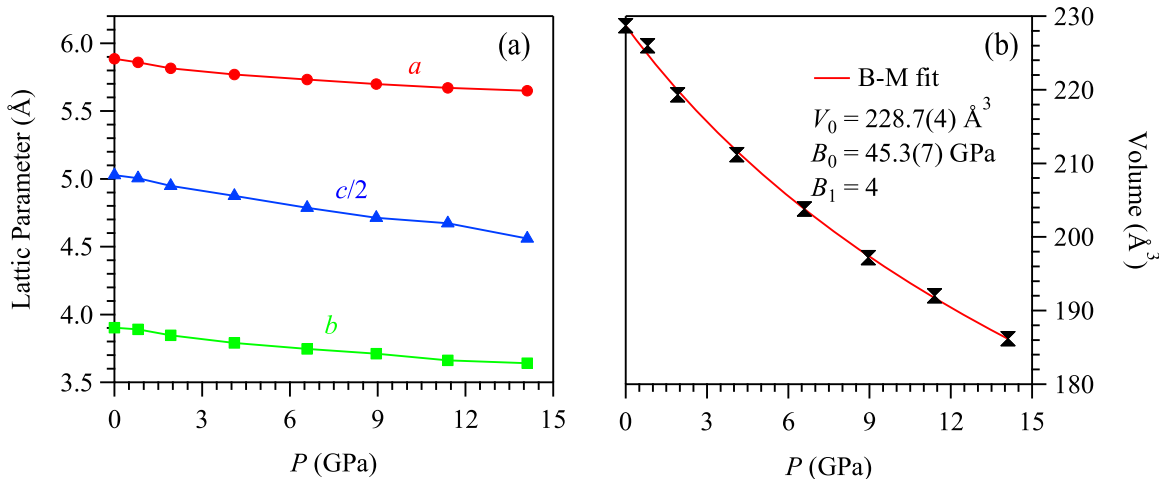 (a)
6.0
5.5
5.0
4.5
4.0
3.5
Lattic Parameter (Å)
a
c/2
b
0
3
6
9
12
15
P (GPa)
(b)
B-M fit
V₀ = 228.7(4) Å³
B₀ = 45.3(7) GPa
B₁ = 4
230
220
210
200
190
180
Volume (Å³)
0
3
6
9
12
15
P (GPa)